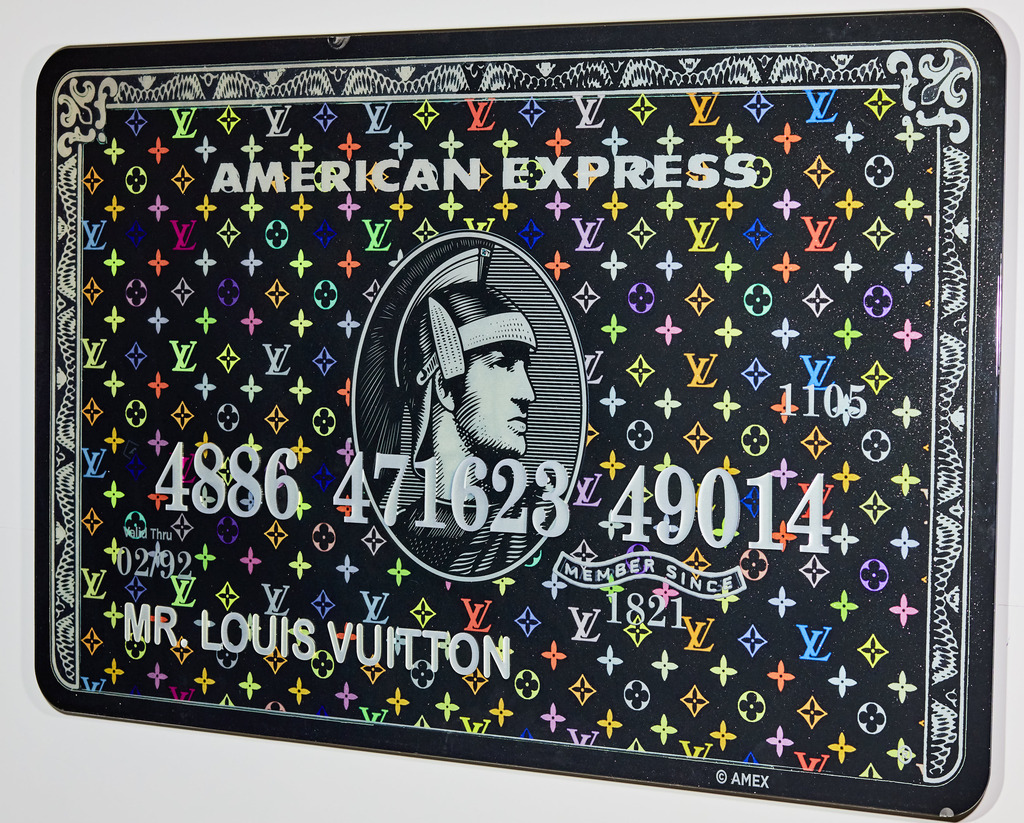 AMERICAN EXPRESS
1105
4886 471623 49014
Valid Thru
02/92
MEMBER SINCE
1821
MR. LOUIS VUITTON
© AMEX